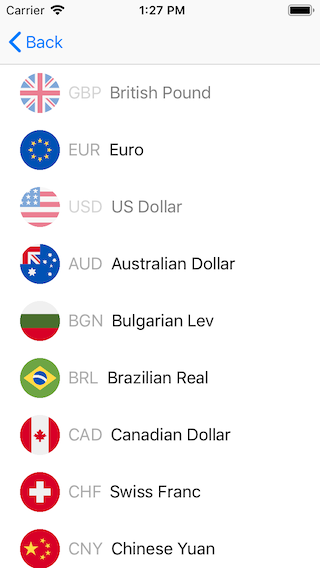 Carrier 1:27 PM
Back
GBP British Pound
EUR Euro
USD US Dollar
AUD Australian Dollar
BGN Bulgarian Lev
BRL Brazilian Real
CAD Canadian Dollar
CHF Swiss Franc
CNY Chinese Yuan